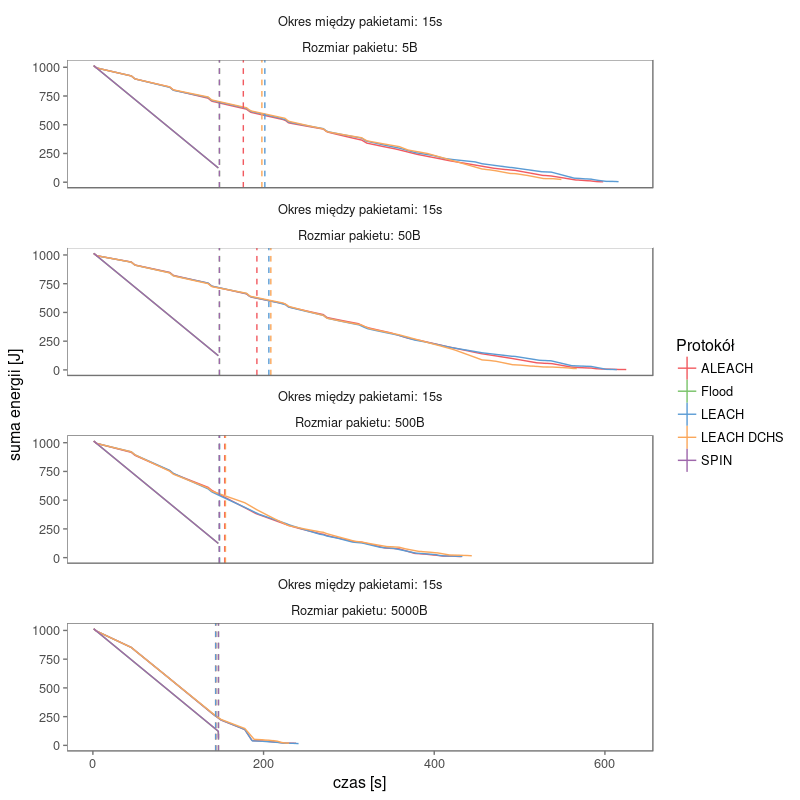 Okres między pakietami: 15s
Rozmiar pakietu: 5B
1000
750
500
250
0
Okres między pakietami: 15s
Rozmiar pakietu: 50B
1000
750
500
250
0
Okres między pakietami: 15s
Rozmiar pakietu: 500B
1000
750
500
250
0
Okres między pakietami: 15s
Rozmiar pakietu: 5000B
1000
750
500
250
0
0 200 400 600
czas [s]
suma energii [J]
Protokół
ALEACH
Flood
LEACH
LEACH DCHS
SPIN